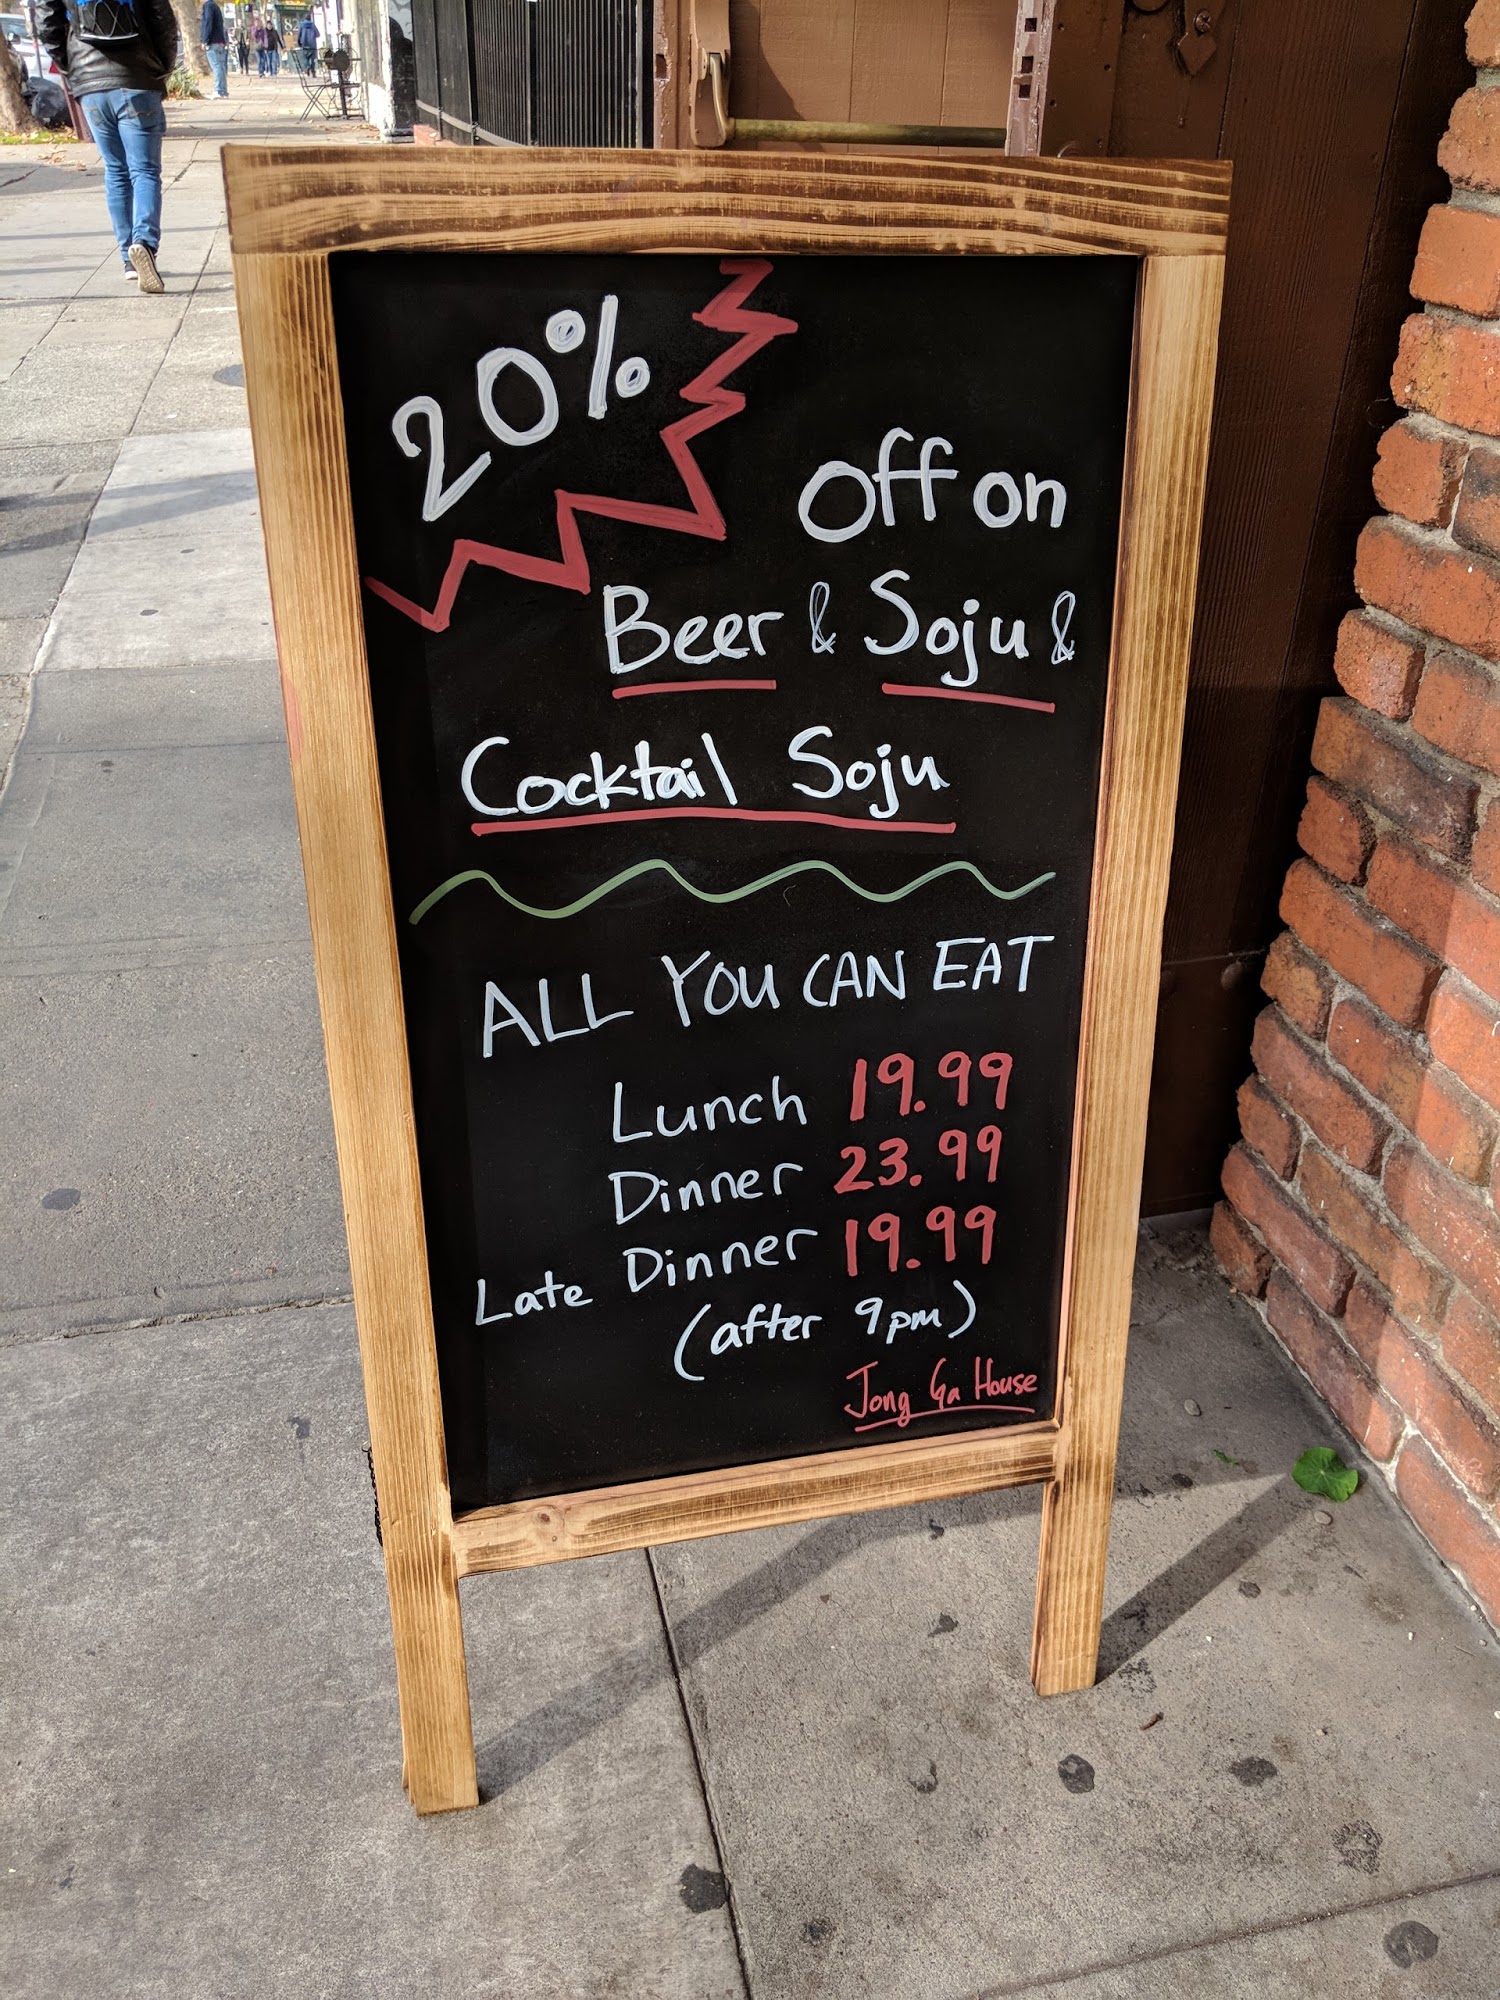 20%
Off on
Beer & Soju &
Cocktail Soju
ALL YOU CAN EAT
Lunch 19.99
Dinner 23.99
Late Dinner 19.99
(after 9pm)
Jong Ga House